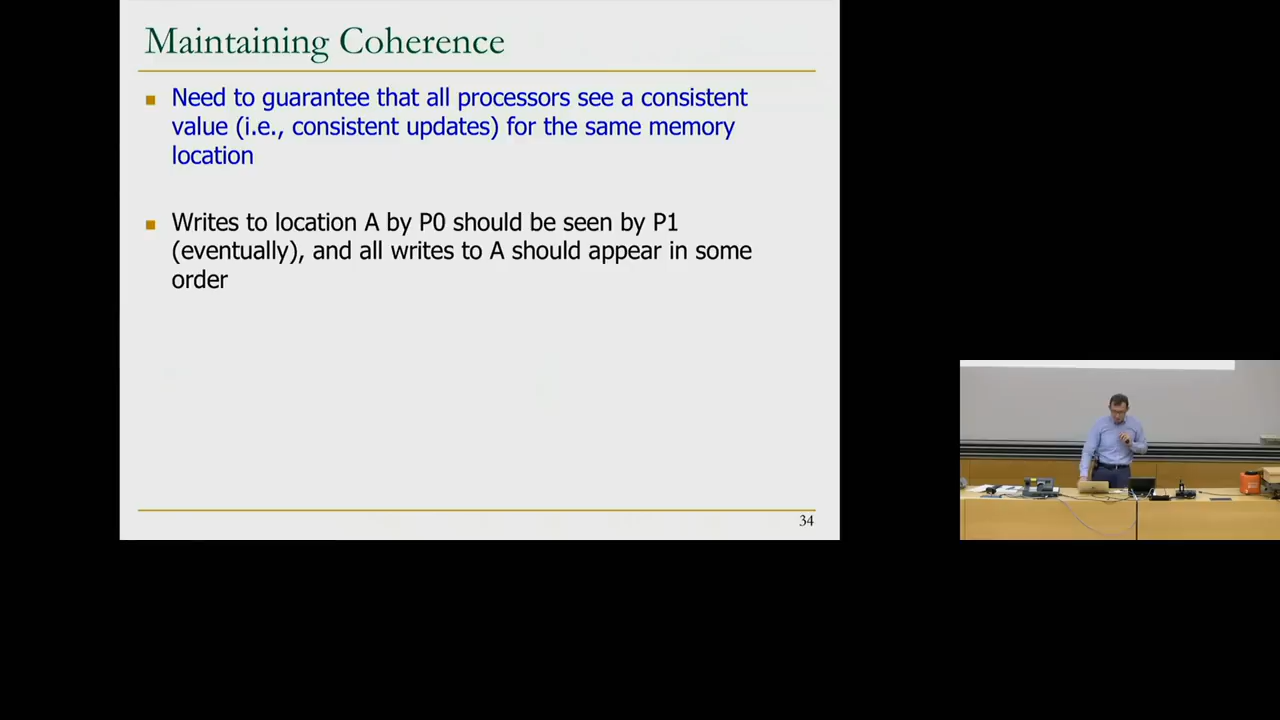 Maintaining Coherence
Need to guarantee that all processors see a consistent
value (i.e., consistent updates) for the same memory
location
Writes to location A by P0 should be seen by P1
(eventually), and all writes to A should appear in some
order
34